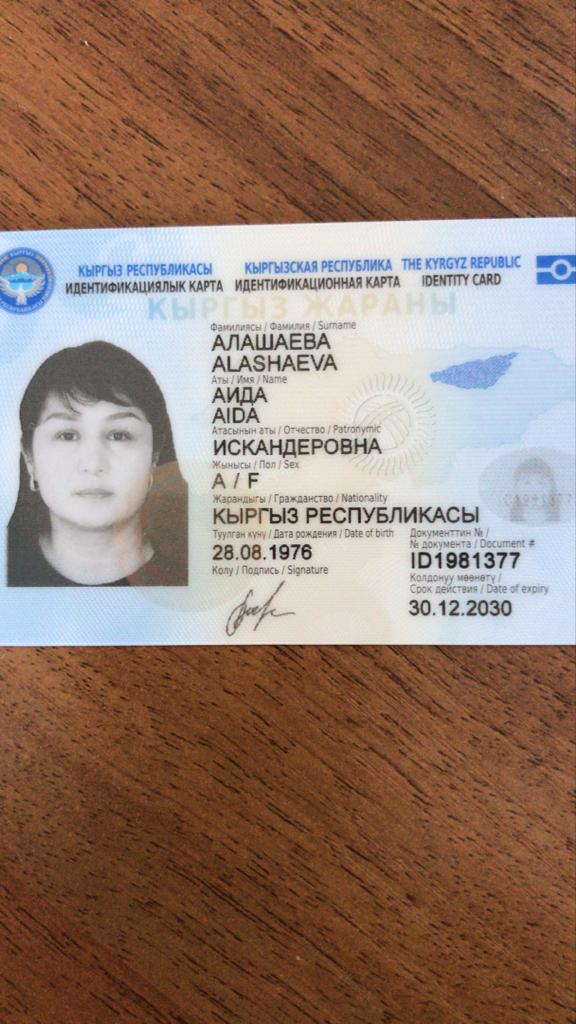 КЫРГЫЗ РЕСПУБЛИКАСЫ КЫРГЫЗСКАЯ РЕСПУБЛИКА THE KYRGYZ REPUBLIC
ИДЕНТИФИКАЦИЯЛЫК КАРТА ИДЕНТИФИКАЦИОННАЯ КАРТА IDENTITY CARD
КЫРГЫЗ ЖАРАНЫ
Фамилиясы / Фамилия / Surname
АЛАШАЕВА
ALASHAEVA
Аты / Имя / Name
АИДА
AIDA
Атасынын аты / Отчество / Patronymic
ИСКАНДЕРОВНА
Жынысы / Пол / Sex
A / F
Жарандыгы / Гражданство / Nationality
КЫРГЫЗ РЕСПУБЛИКАСЫ
Туулган күнү / Дата рождения / Date of birth
28.08.1976
Документтин № /
№ документа / Document #
ID1981377
Колу / Подпись / Signature
Колдонуу мөөнөтү /
Срок действия / Date of expiry
30.12.2030